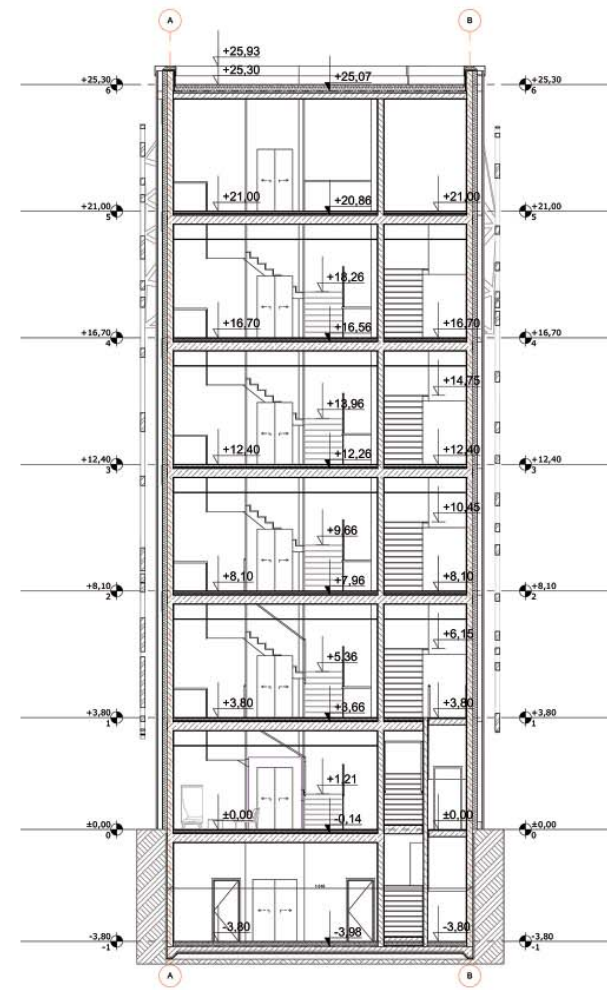 A B
+25,93
+25,30 +25,30 +25,07 +25,30
6 6
+21,00 +21,00 +20,86 +21,00 +21,00
5 5
+18,26
+16,70 +16,70 +16,56 +16,70 +16,70
4 4
+14,75
+13,96
+12,40 +12,40 +12,26 +12,40 +12,40
3 3
+10,45
+9,66
+8,10 +8,10 +7,96 +8,10 +8,10
2 2
+6,15
+5,36
+3,80 +3,80 +3,66 +3,80 +3,80
1 1
+1,21
±0,00 ±0,00 -0,14 ±0,00 ±0,00
0 0
-3,80 -3,80 -3,98 -3,80 -3,80
-1 -1
A B